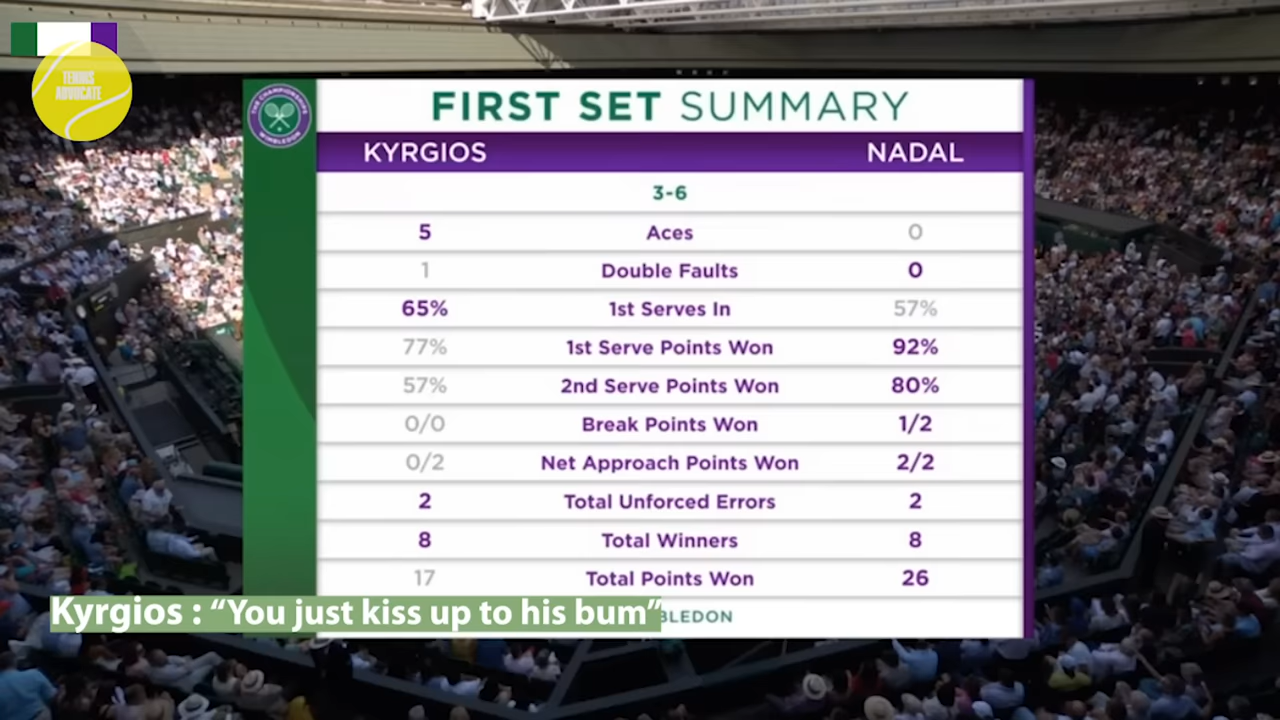 TENNIS
ADVOCATE
THE CHAMPIONSHIPS
WIMBLEDON
FIRST SET SUMMARY
KYRGIOS NADAL
3-6
5 Aces 0
1 Double Faults 0
65% 1st Serves In 57%
77% 1st Serve Points Won 92%
57% 2nd Serve Points Won 80%
0/0 Break Points Won 1/2
0/2 Net Approach Points Won 2/2
2 Total Unforced Errors 2
8 Total Winners 8
17 Total Points Won 26
BLEDON
Kyrgios : “You just kiss up to his bum”